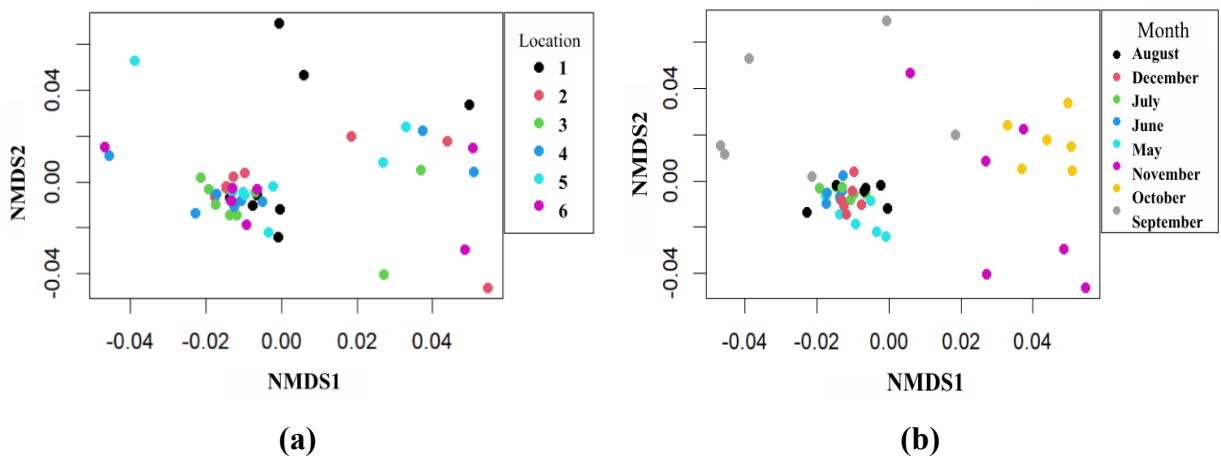 Location
1
2
3
4
5
6
NMDS2
0.04
0.00
-0.04
-0.04
-0.02
0.00
0.02
0.04
NMDS1
(a)
Month
August
December
July
June
May
November
October
September
NMDS2
0.04
0.00
-0.04
-0.04
-0.02
0.00
0.02
0.04
NMDS1
(b)